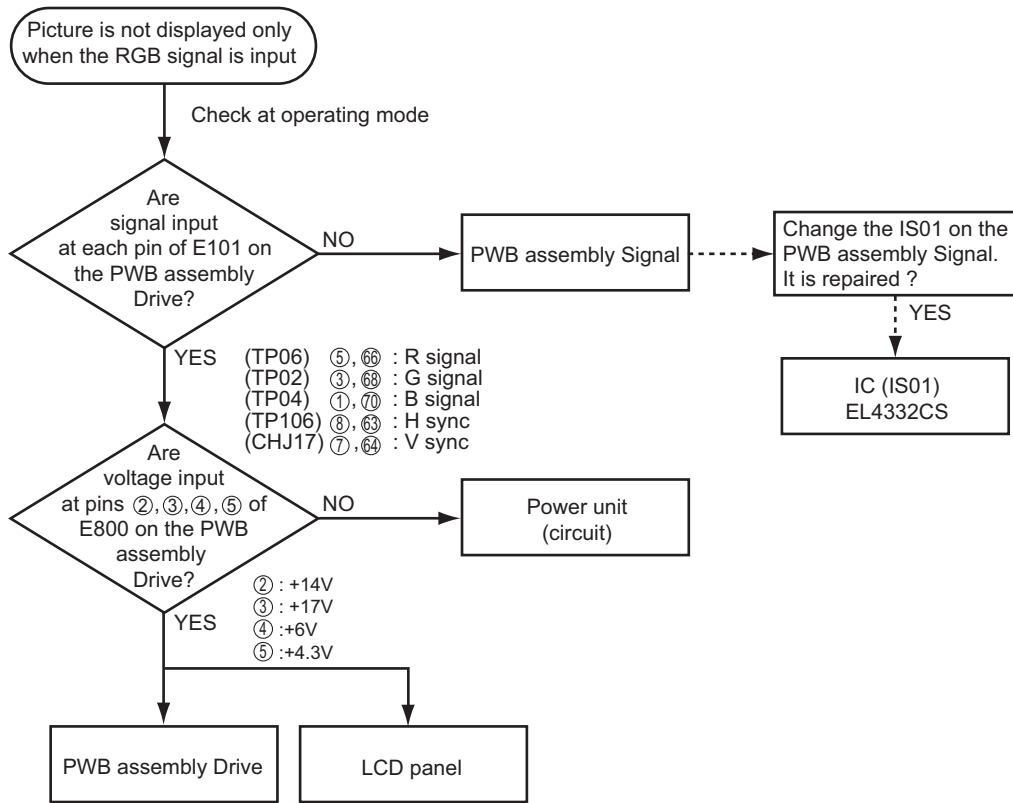 Picture is not displayed only
when the RGB signal is input
Check at operating mode
Are
signal input
at each pin of E101 on
the PWB assembly
Drive?
NO
PWB assembly Signal
Change the IS01 on the
PWB assembly Signal.
It is repaired ?
YES
IC (IS01)
EL4332CS
YES
(TP06) ⑤, 66 : R signal
(TP02) ③, 68 : G signal
(TP04) ①, 70 : B signal
(TP106) ⑧, 63 : H sync
(CHJ17) ⑦, 64 : V sync
Are
voltage input
at pins ②, ③, ④, ⑤ of
E800 on the PWB
assembly
Drive?
NO
Power unit
(circuit)
YES
② : +14V
③ : +17V
④ :+6V
⑤ :+4.3V
PWB assembly Drive
LCD panel